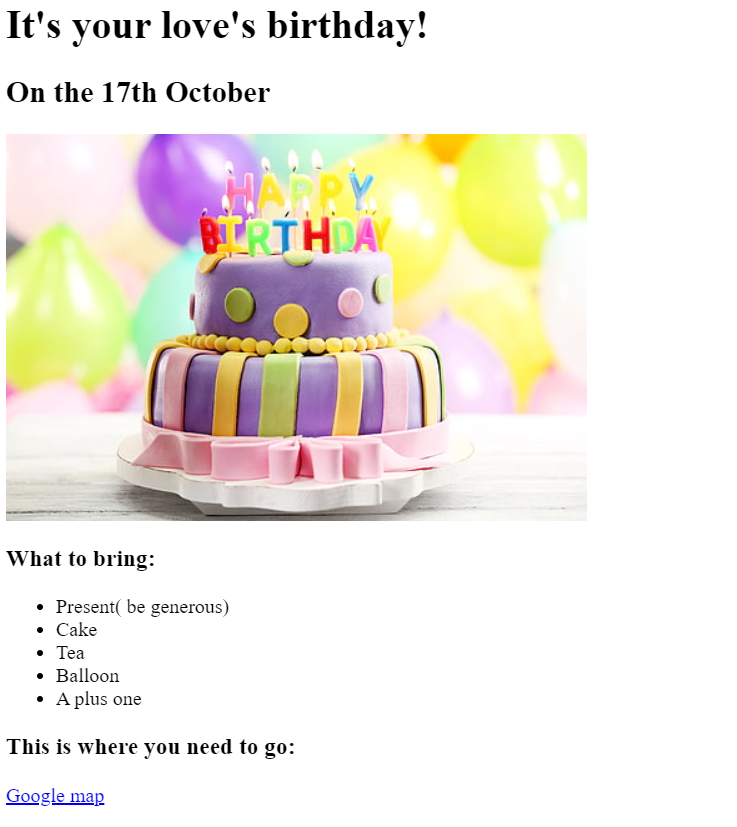 It's your love's birthday!
On the 17th October
HAPPY
BIRTHDAY
What to bring:
Present( be generous)
Cake
Tea
Balloon
A plus one
This is where you need to go:
Google map